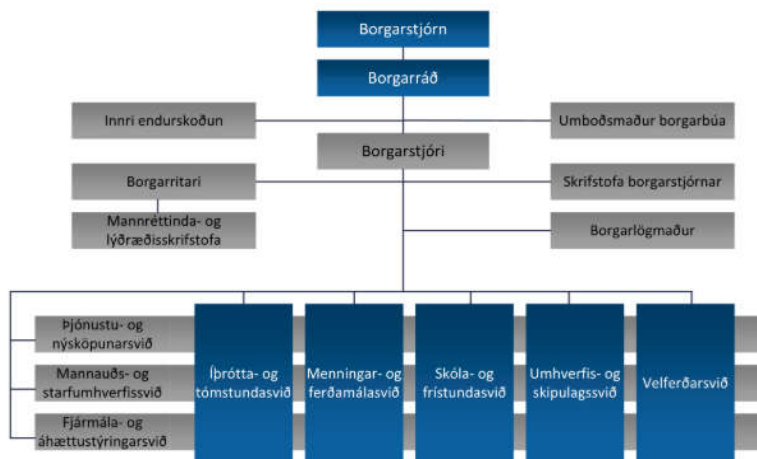 Borgarstjórn
Borgarráð
Innri endurskoðun
Umboðsmaður borgarbúa
Borgarstjóri
Borgarritari
Skrifstofa borgarstjórnar
Mannréttinda- og
lýðræðisskrifstofa
Borgarlögmaður
Þjónustu- og
nýsköpunarsvið
Mannauðs- og
starfumhverfissvið
Fjármála- og
áhættustýringarsvið
Íþrótta- og
tómstundasvið
Menningar- og
ferðamálasvið
Skóla- og
frístundasvið
Umhverfis- og
skipulagssvið
Velferðarsvið